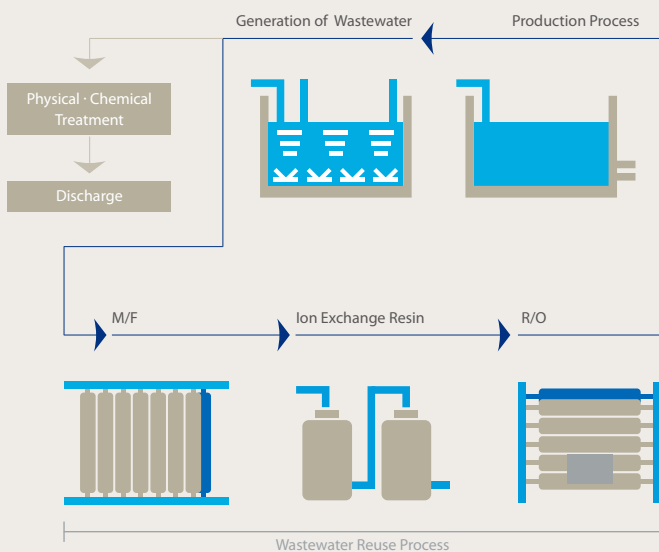 Generation of Wastewater
Production Process
Physical · Chemical
Treatment
Discharge
M/F
Ion Exchange Resin
R/O
Wastewater Reuse Process